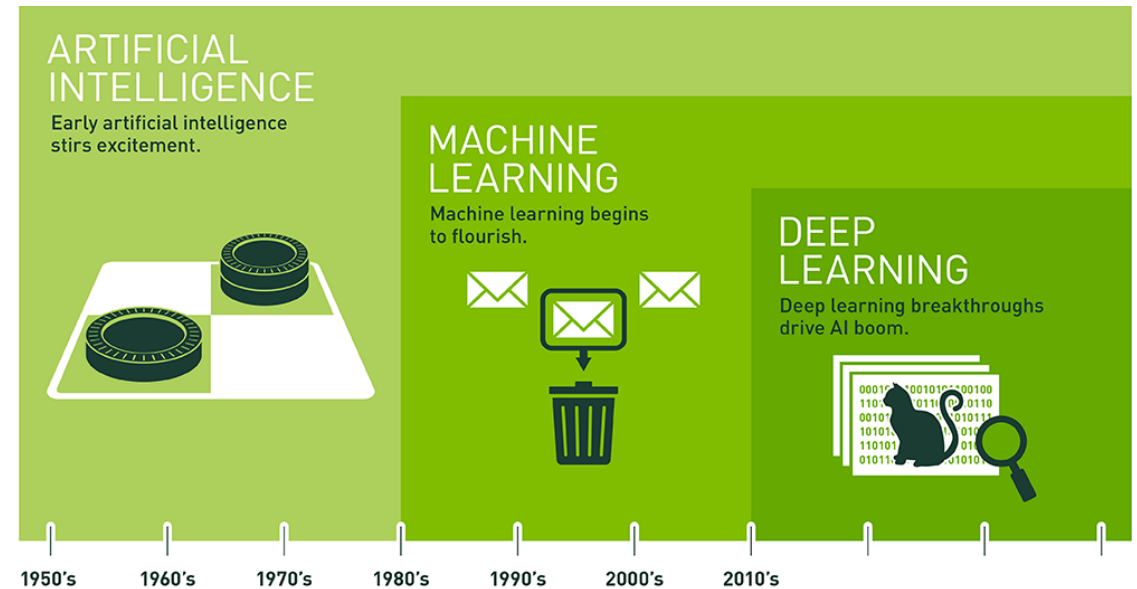 ARTIFICIAL
INTELLIGENCE
Early artificial intelligence
stirs excitement.
MACHINE
LEARNING
Machine learning begins
to flourish.
DEEP
LEARNING
Deep learning breakthroughs
drive AI boom.
1950's
1960's
1970's
1980's
1990's
2000's
2010's